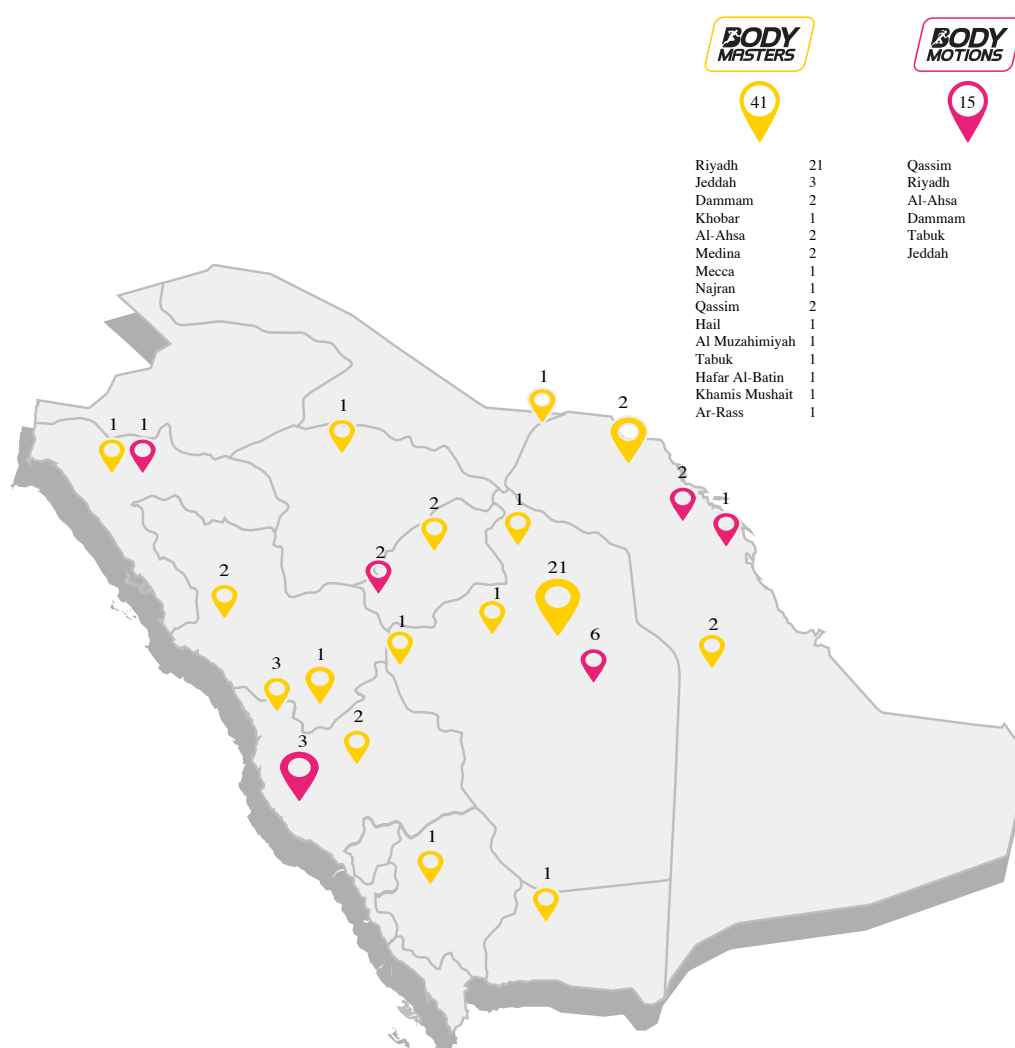 BODY
MASTERS
BODY
MOTIONS
41
15
Riyadh 21
Jeddah 3
Dammam 2
Khobar 1
Al-Ahsa 2
Medina 2
Mecca 1
Najran 1
Qassim 2
Hail 1
Al Muzahimiyah 1
Tabuk 1
Hafar Al-Batin 1
Khamis Mushait 1
Ar-Rass 1
Qassim
Riyadh
Al-Ahsa
Dammam
Tabuk
Jeddah
1
2
1
1
1
2
1
2
1
2
21
2
1
1
6
2
3
1
2
3
1
1